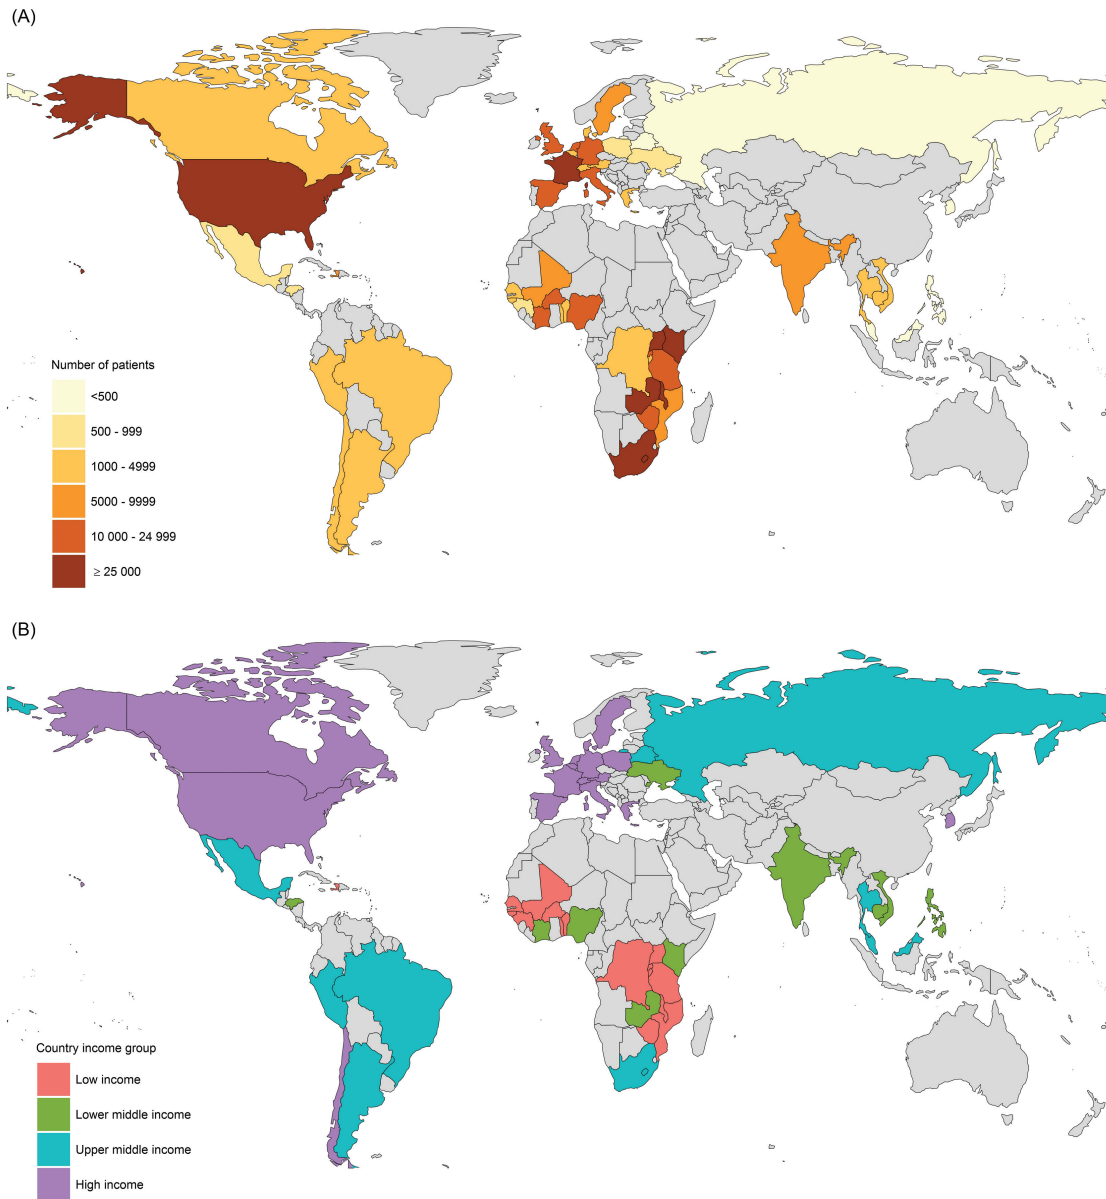 (A)
Number of patients
<500
500 - 999
1000 - 4999
5000 - 9999
10 000 - 24 999
≥ 25 000
(B)
Country income group
Low income
Lower middle income
Upper middle income
High income